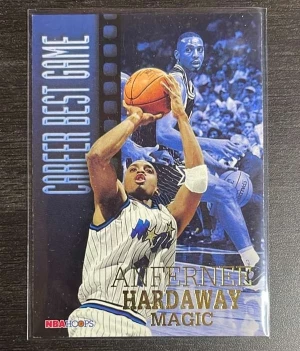 CAREER BEST GAME
ANFERNEE
HARDAWAY
MAGIC
NBA HOOPS